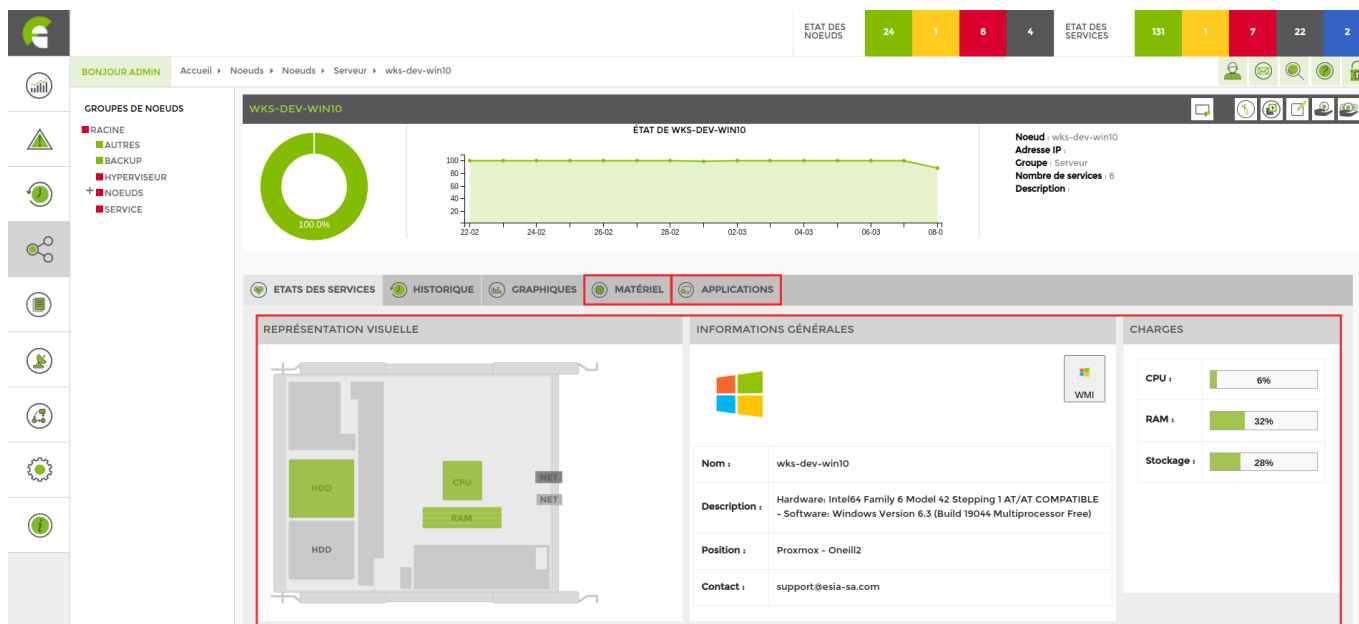 ETAT DES NOEUDS
24
1
6
4
ETAT DES SERVICES
131
1
7
22
2
BONJOUR ADMIN
Accueil
Noeuds
Noeuds
Serveur
wks-dev-win10
GROUPES DE NOEUDS
RACINE
AUTRES
BACKUP
HYPERVISEUR
+ NOEUDS
SERVICE
WKS-DEV-WIN10
100.0%
ÉTAT DE WKS-DEV-WIN10
100
80
60
40
20
22-02
24-02
26-02
28-02
02-03
04-03
06-03
08-0
Noeud : wks-dev-win10
Adresse IP :
Groupe : Serveur
Nombre de services : 6
Description :
ETATS DES SERVICES
HISTORIQUE
GRAPHIQUES
MATÉRIEL
APPLICATIONS
REPRÉSENTATION VISUELLE
HDD
HDD
CPU
RAM
NET
NET
INFORMATIONS GÉNÉRALES
WMI
Nom : wks-dev-win10
Description : Hardware: Intel64 Family 6 Model 42 Stepping 1 AT/AT COMPATIBLE
- Software: Windows Version 6.3 (Build 19044 Multiprocessor Free)
Position : Proxmox - Oneill2
Contact : support@esia-sa.com
CHARGES
CPU : 6%
RAM : 32%
Stockage : 28%